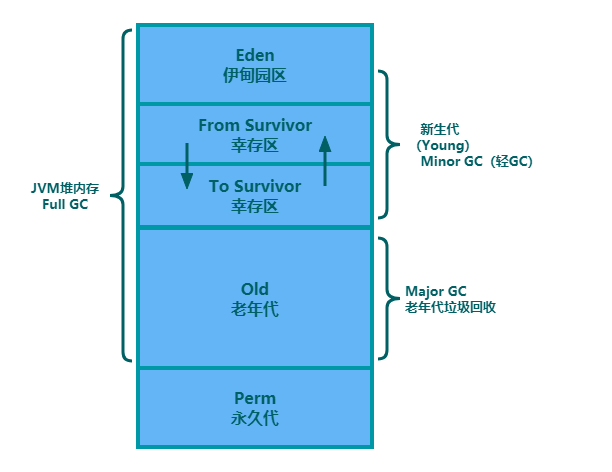 Eden
伊甸园区
From Survivor
幸存区
To Survivor
幸存区
Old
老年代
Perm
永久代
JVM堆内存
Full GC
新生代
（Young）
Minor GC（轻GC）
Major GC
老年代垃圾回收